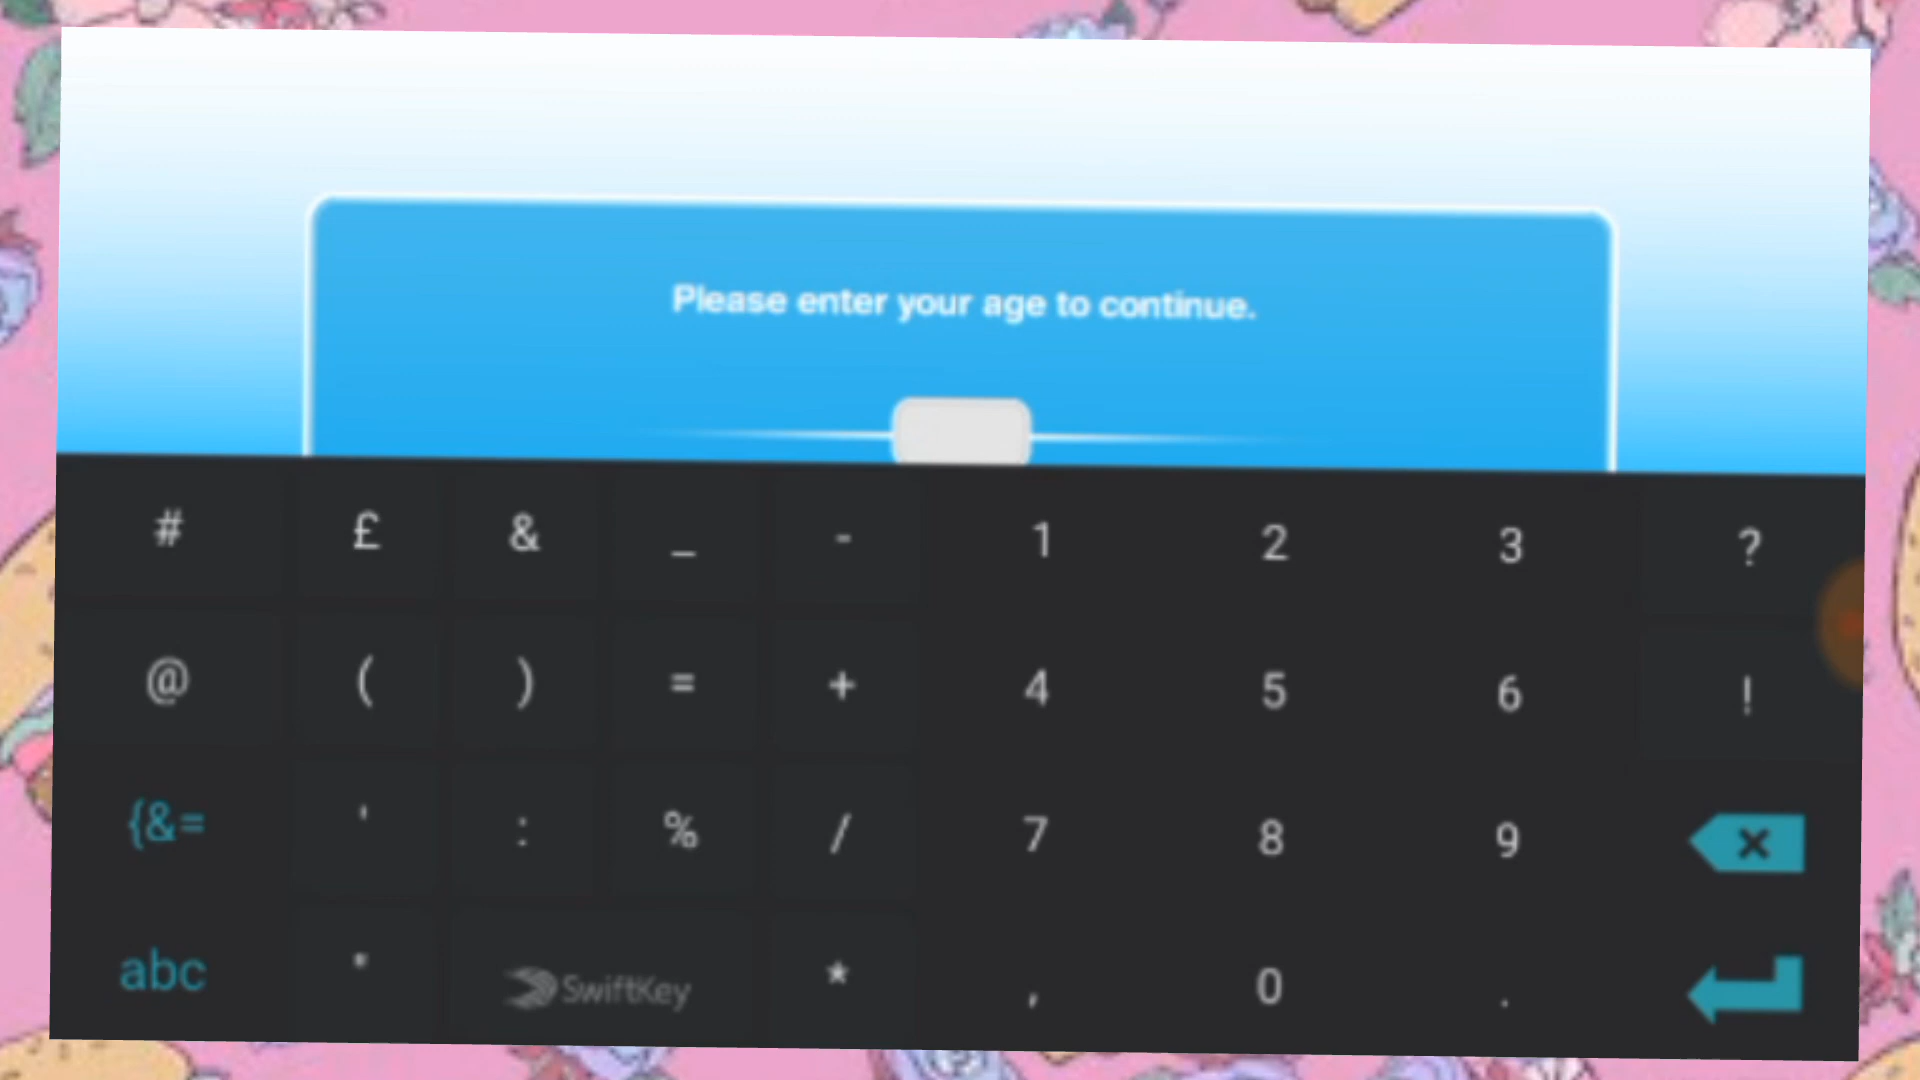 Please enter your age to continue.
# £ & _ - 1 2 3 ?
@ ( ) = + 4 5 6 !
{&= ' : % / 7 8 9
abc " SwiftKey * , 0 .